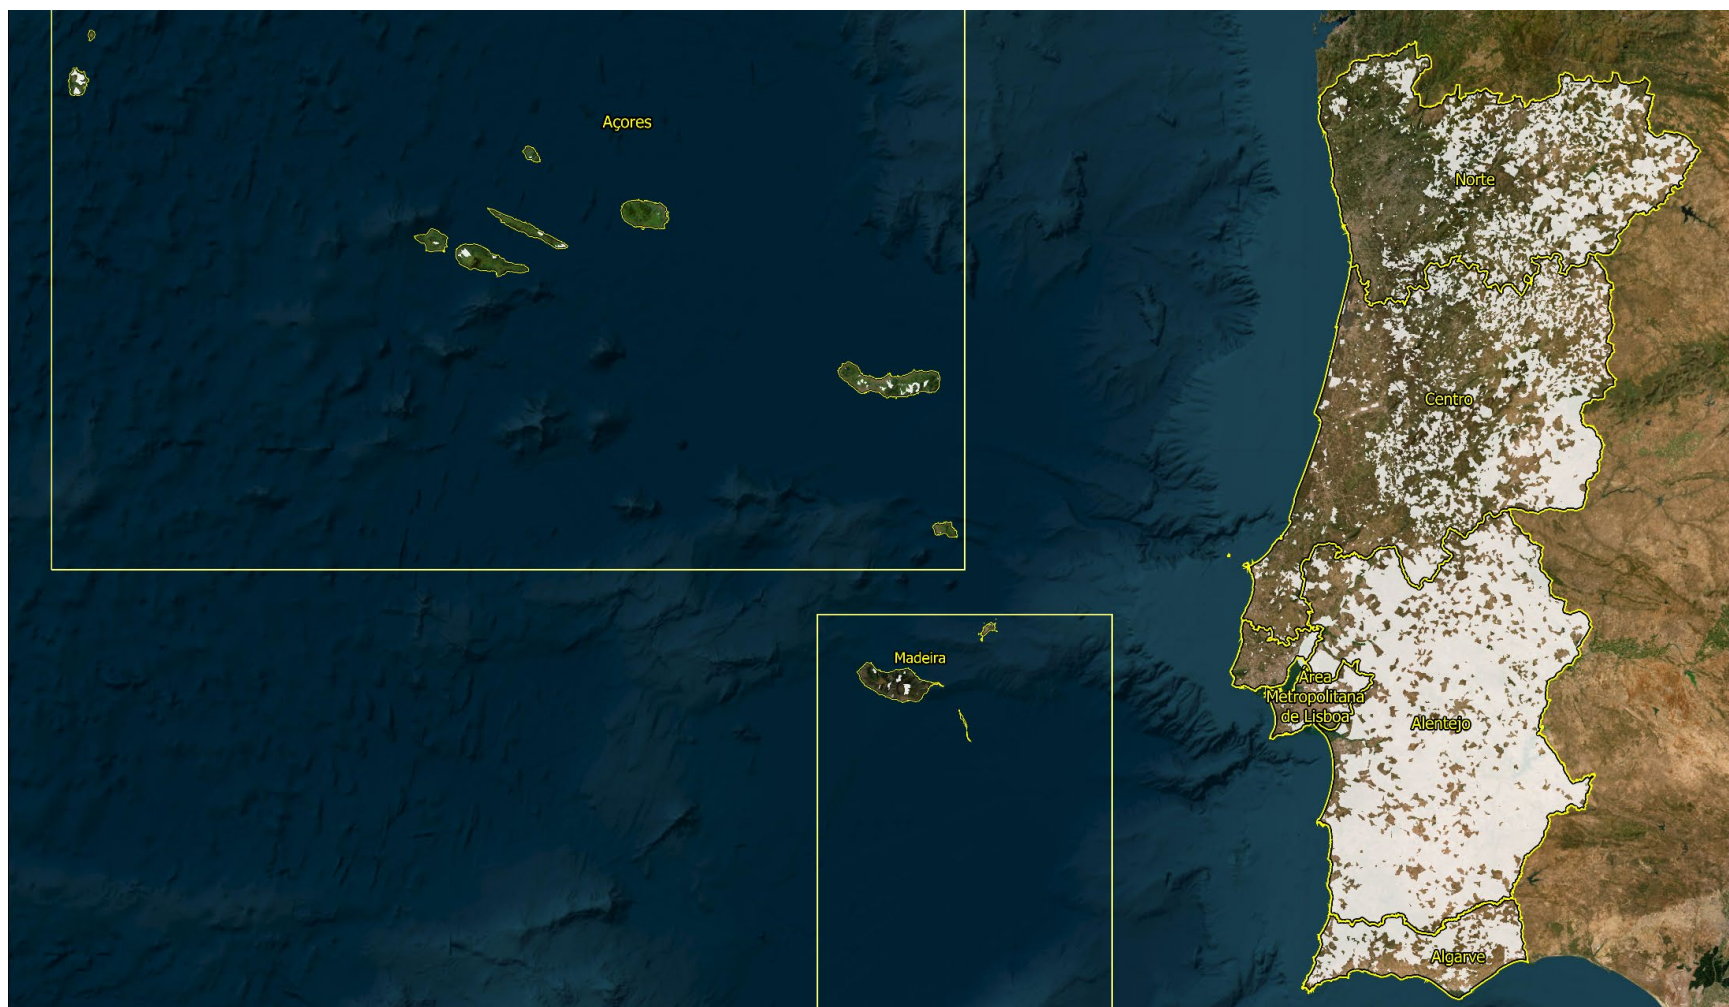 Açores
Norte
Centro
Madeira
Área
Metropolitana
de Lisboa
Alentejo
Algarve